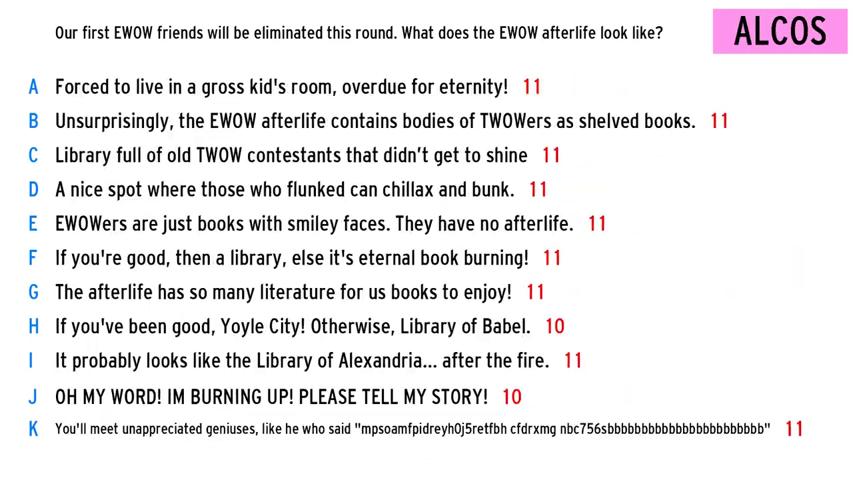 Our first EWOW friends will be eliminated this round. What does the EWOW afterlife look like?
ALCOS
A Forced to live in a gross kid's room, overdue for eternity! 11
B Unsurprisingly, the EWOW afterlife contains bodies of TWOWers as shelved books. 11
C Library full of old TWOW contestants that didn’t get to shine 11
D A nice spot where those who flunked can chillax and bunk. 11
E EWOWers are just books with smiley faces. They have no afterlife. 11
F If you're good, then a library, else it's eternal book burning! 11
G The afterlife has so many literature for us books to enjoy! 11
H If you've been good, Yoyle City! Otherwise, Library of Babel. 10
I It probably looks like the Library of Alexandria... after the fire. 11
J OH MY WORD! IM BURNING UP! PLEASE TELL MY STORY! 10
K You'll meet unappreciated geniuses, like he who said "mpsoamfpidreyh0j5retfbh cfdrxmg nbc756sbbbbbbbbbbbbbbbbbbbbbbb" 11